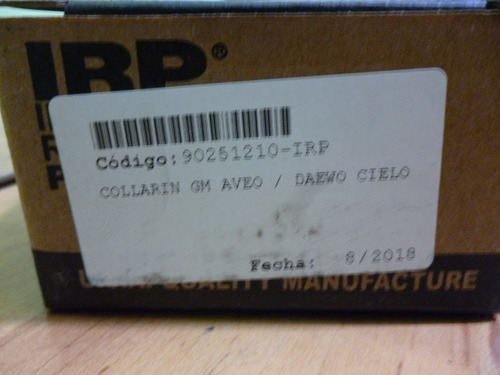 IRP®
Código:90251210-IRP
COLLARIN GM AVEO / DAEWO CIELO
Fecha: 8/2018
QUALITY MANUFACTURE